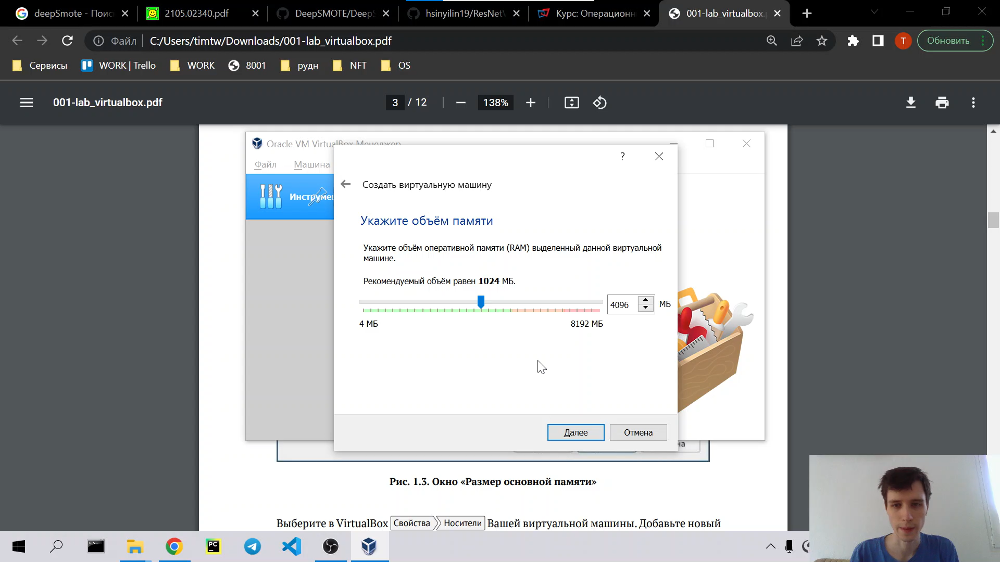 deepSmote - Поис
2105.02340.pdf
DeepSMOTE/DeepS
hsinyilin19/ResNetV
Курс: Операционн
001-lab_virtualbox.p
Файл
C:/Users/timtw/Downloads/001-lab_virtualbox.pdf
T
Обновить
Сервисы
WORK | Trello
WORK
8001
рудн
NFT
OS
001-lab_virtualbox.pdf
3 / 12
138%
Oracle VM VirtualBox Менеджер
?
Файл
Машина
Создать виртуальную машину
Инструмен
Укажите объём памяти
Укажите объём оперативной памяти (RAM) выделенный данной виртуальной
машине.
Рекомендуемый объём равен 1024 МБ.
4096
МБ
4 МБ
8192 МБ
Далее
Отмена
на
Рис. 1.3. Окно «Размер основной памяти»
Выберите в VirtualBox Свойства Носители Вашей виртуальной машины. Добавьте новый
PC